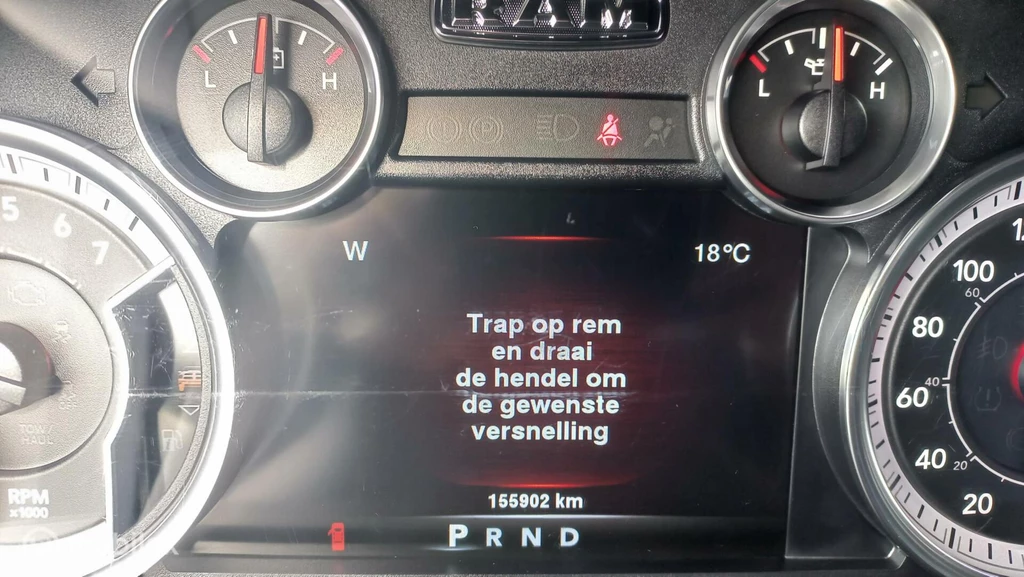 RAM
L H
L H
5
6
7
W
18°C
100
60
80
Trap op rem
en draai
de hendel om
de gewenste
versnelling
60
40
40
20
20
TOW/
HAUL
RPM
x1000
155902 km
P R N D